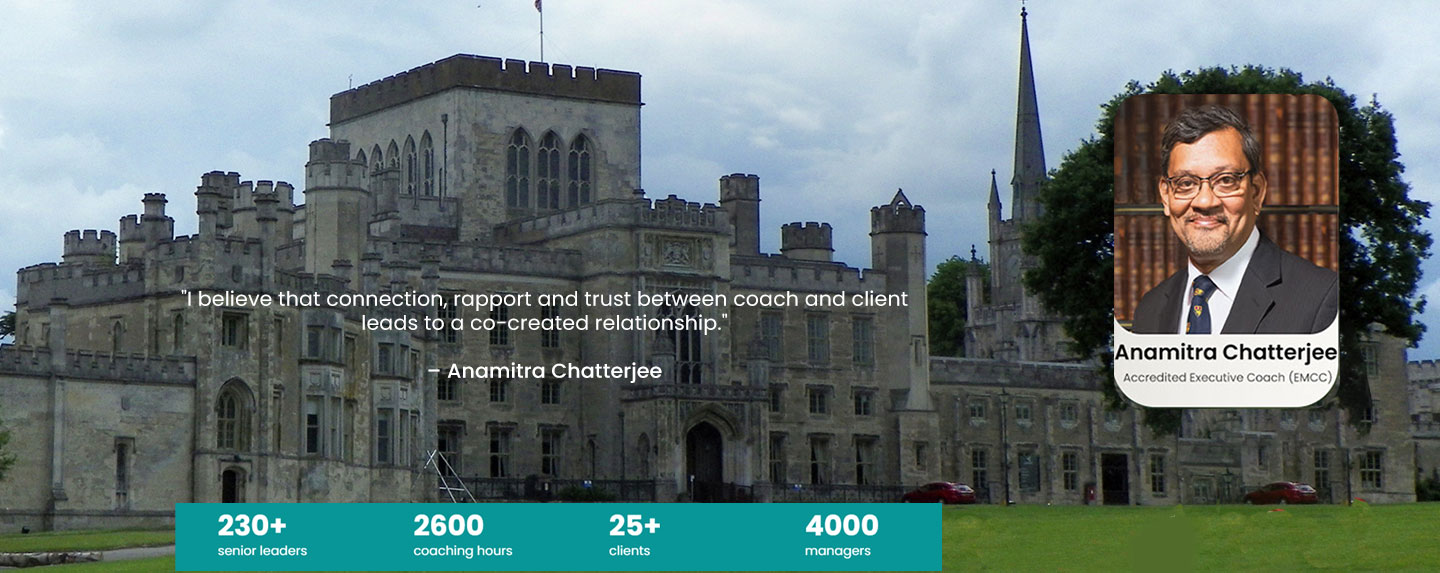 "I believe that connection, rapport and trust between coach and client
leads to a co-created relationship."
– Anamitra Chatterjee
Anamitra Chatterjee
Accredited Executive Coach (EMCC)
230+
senior leaders
2600
coaching hours
25+
clients
4000
managers